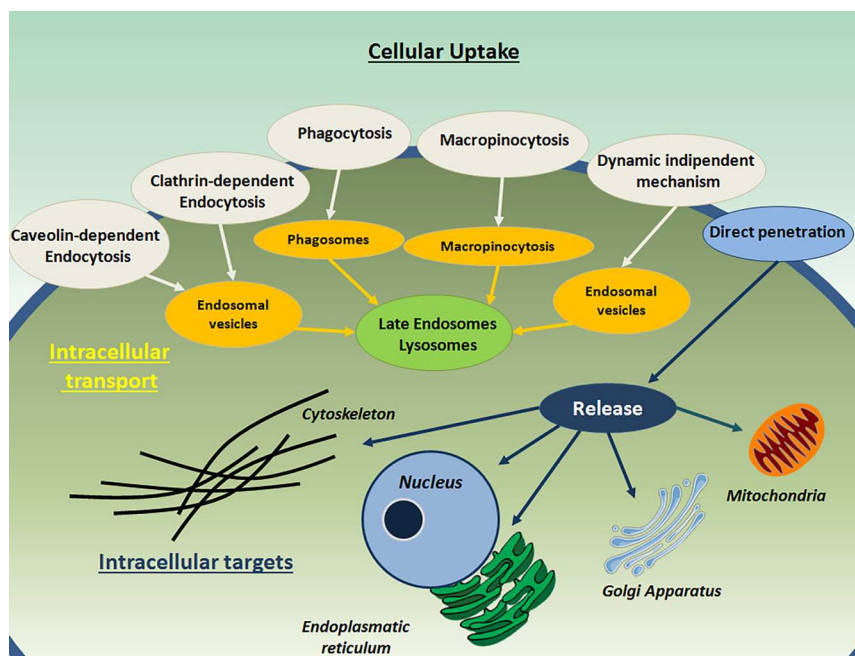 Cellular Uptake
Phagocytosis
Macropinocytosis
Clathrin-dependent
Endocytosis
Dynamic indipendent
mechanism
Caveolin-dependent
Endocytosis
Phagosomes
Macropinocytosis
Direct penetration
Endosomal
vesicles
Endosomal
vesicles
Late Endosomes
Lysosomes
Intracellular
transport
Cytoskeleton
Release
Nucleus
Mitochondria
Intracellular targets
Golgi Apparatus
Endoplasmatic
reticulum